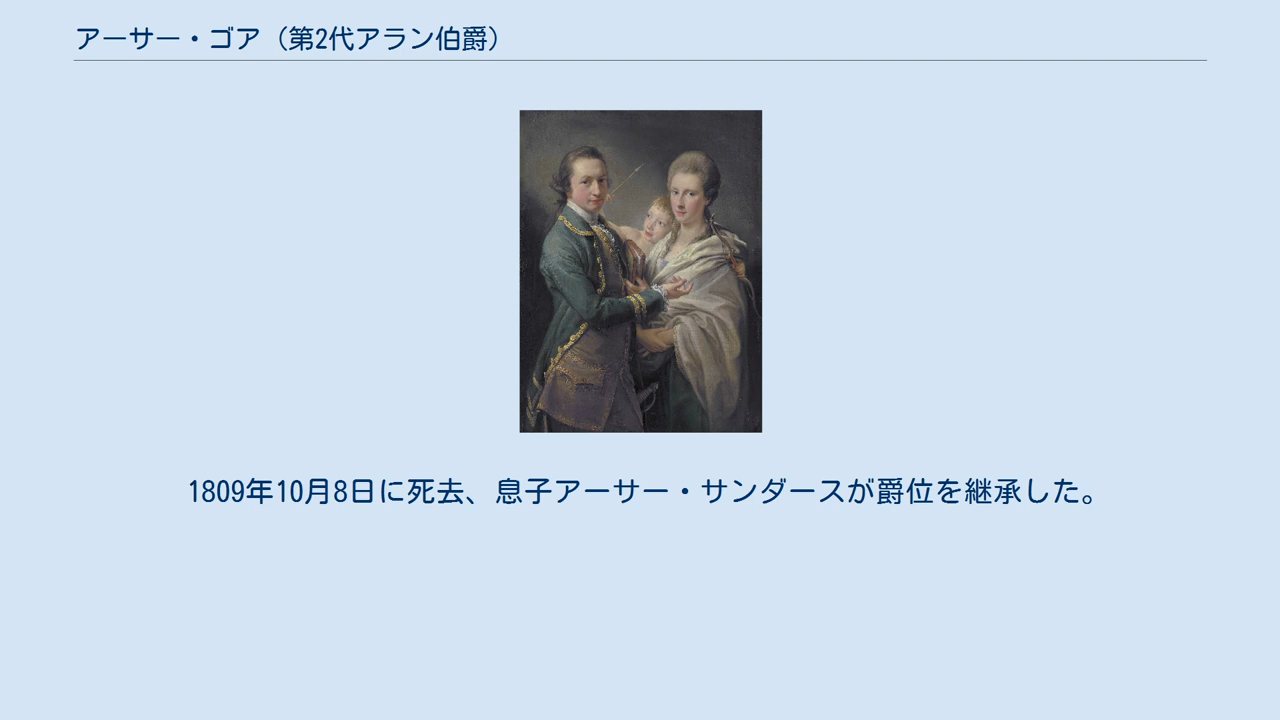 アーサー・ゴア（第2代アラン伯爵）
1809年10月8日に死去、息子アーサー・サンダースが爵位を継承した。